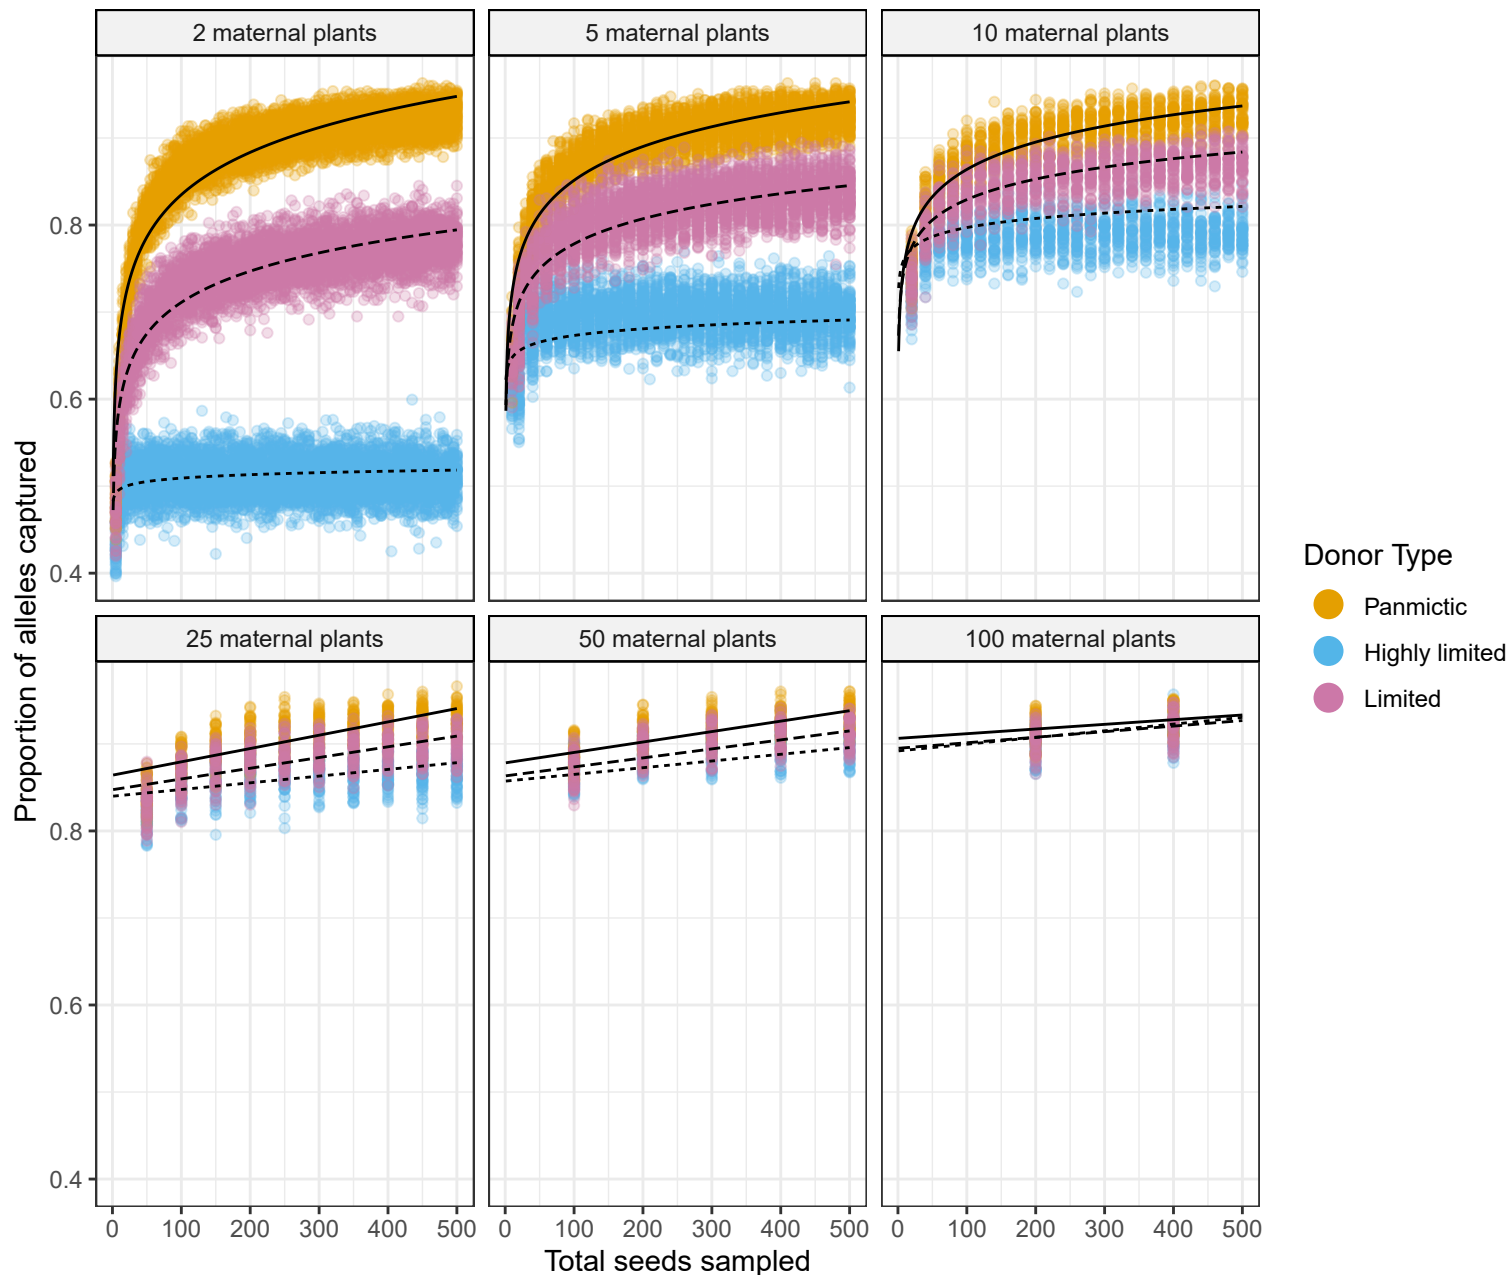 2 maternal plants
5 maternal plants
10 maternal plants
0.8
0.6
0.4
25 maternal plants
50 maternal plants
100 maternal plants
0.8
0.6
0.4
0 100 200 300 400 500
0 100 200 300 400 500
0 100 200 300 400 500
Total seeds sampled
Proportion of alleles captured
Donor Type
Panmictic
Highly limited
Limited